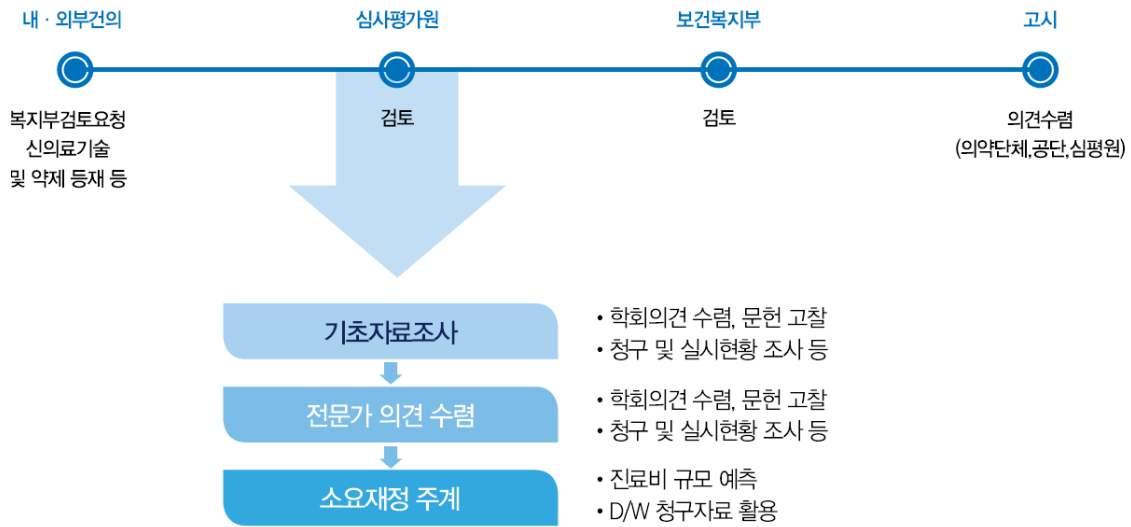 내 · 외부건의
심사평가원
보건복지부
고시
복지부검토요청
신의료기술
및 약제 등재 등
검토
검토
의견수렴
(의약단체,공단,심평원)
기초자료조사
• 학회의견 수렴, 문헌 고찰
• 청구 및 실시현황 조사 등
전문가 의견 수렴
• 학회의견 수렴, 문헌 고찰
• 청구 및 실시현황 조사 등
소요재정 주계
• 진료비 규모 예측
• D/W 청구자료 활용